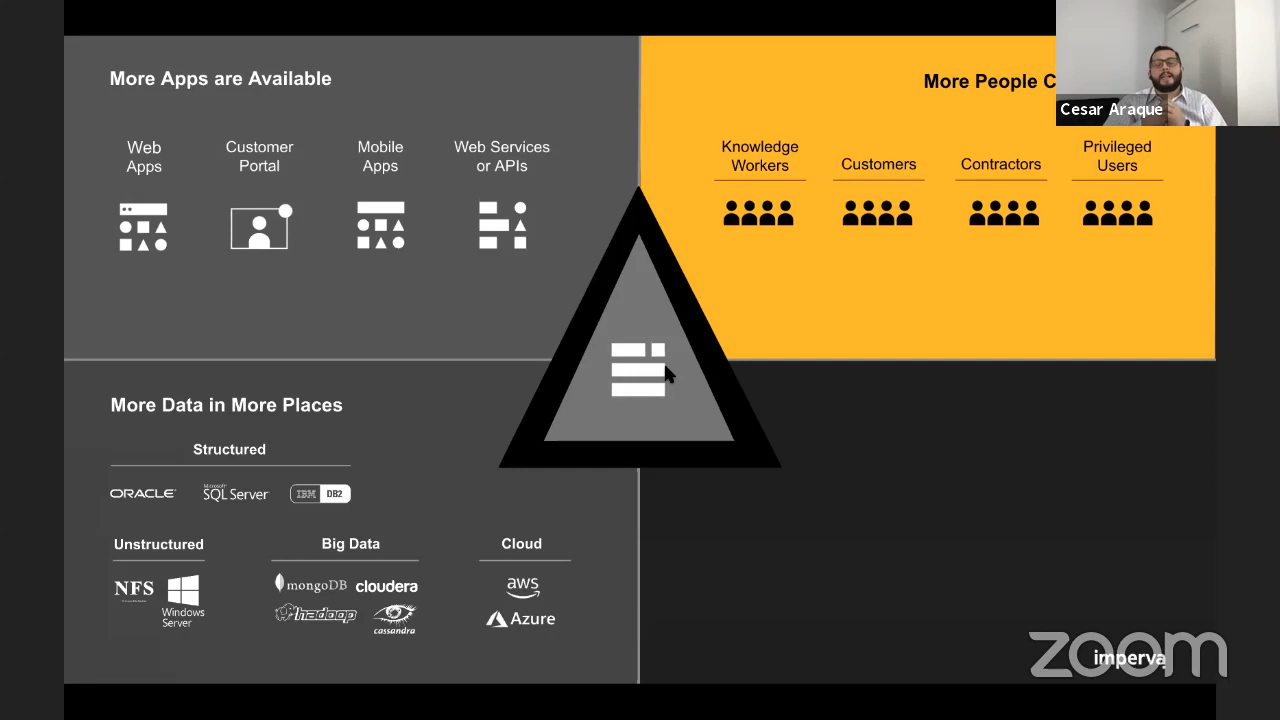 More Apps are Available
Web
Apps
Customer
Portal
Mobile
Apps
Web Services
or APIs
More People C
Cesar Araque
Knowledge
Workers
Customers
Contractors
Privileged
Users
More Data in More Places
Structured
ORACLE
Microsoft
SQL Server
IBM DB2
Unstructured
NFS
Windows
Server
Big Data
mongoDB
cloudera
hadoop
cassandra
Cloud
aws
Azure
imperva
zoom